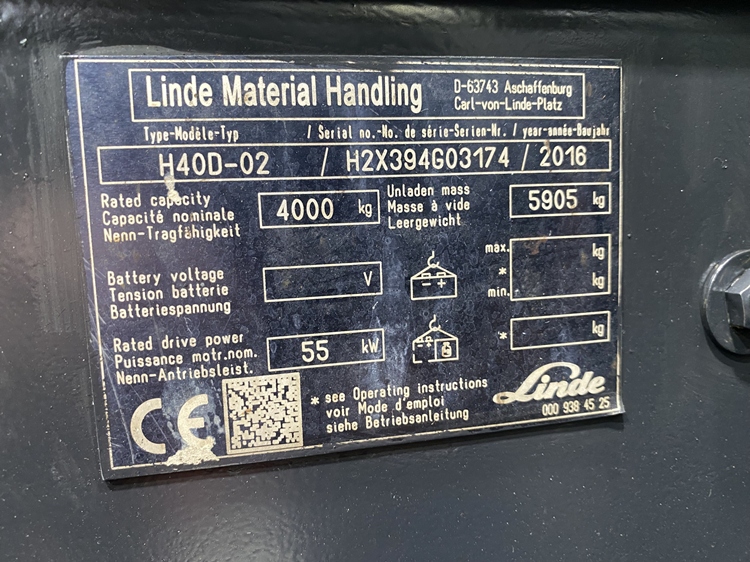 Linde Material Handling
D-63743 Aschaffenburg
Carl-von-Linde-Platz
Type-Modèle-Typ / Serial no.-No. de série-Serien-Nr. / year-année-Baujahr
H40D-02 / H2X394G03174 / 2016
Rated capacity
Capacité nominale
Nenn-Tragfähigkeit
4000 kg
Unladen mass
Masse à vide
Leergewicht
5905 kg
Battery voltage
Tension batterie
Batteriespannung
V
- +
max. kg
*
min. kg
Rated drive power
Puissance motr.nom.
Nenn-Antriebsleist.
55 kW
- +
* kg
CE
* see Operating instructions
voir Mode d'emploi
siehe Betriebsanleitung
Linde
000 938 45 25